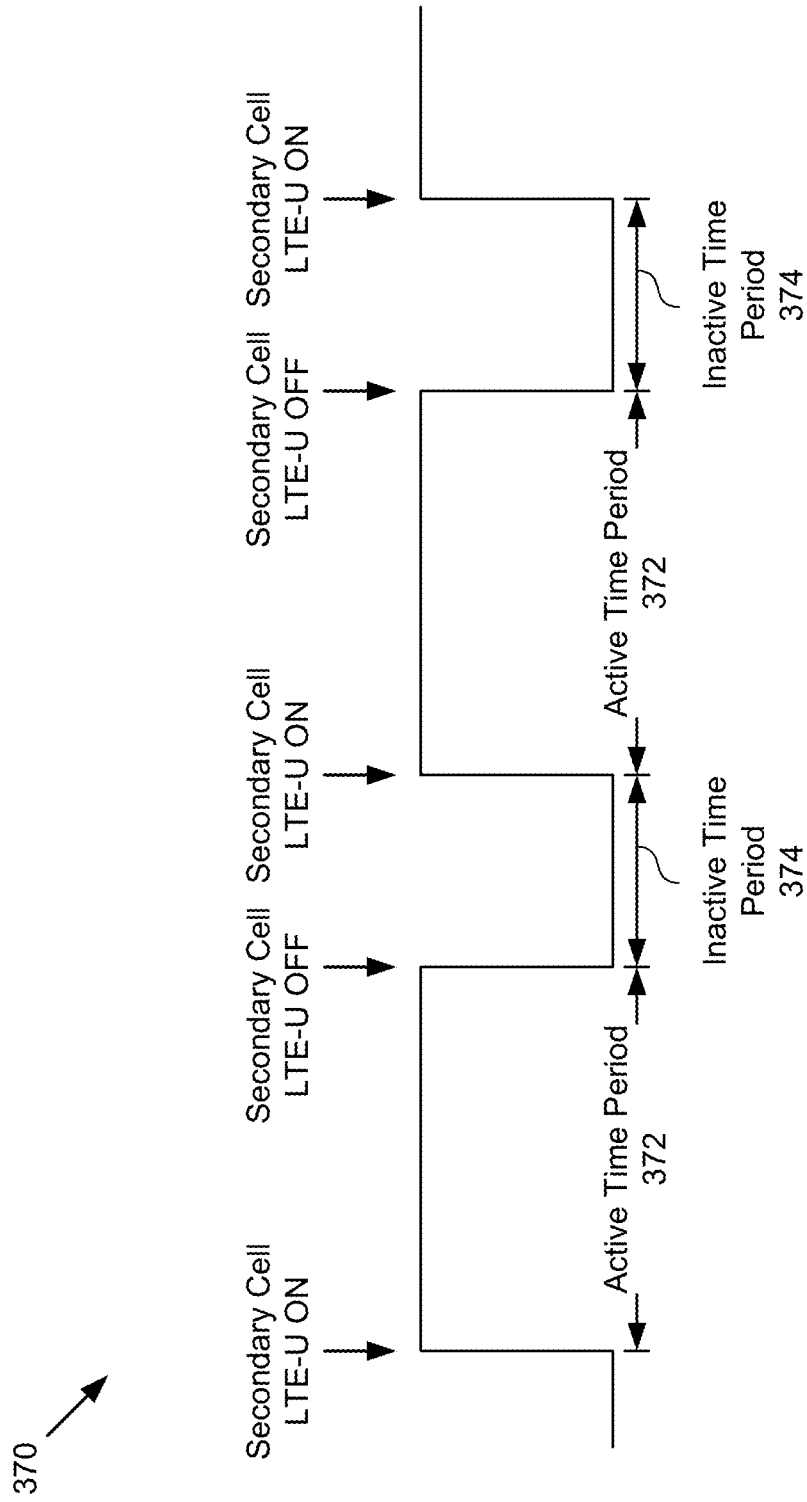 370
Secondary Cell
LTE-U ON
Secondary Cell
LTE-U OFF
Secondary Cell
LTE-U ON
Secondary Cell
LTE-U OFF
Secondary Cell
LTE-U ON
Active Time Period
372
Active Time Period
372
Inactive Time
Period
374
Inactive Time
Period
374